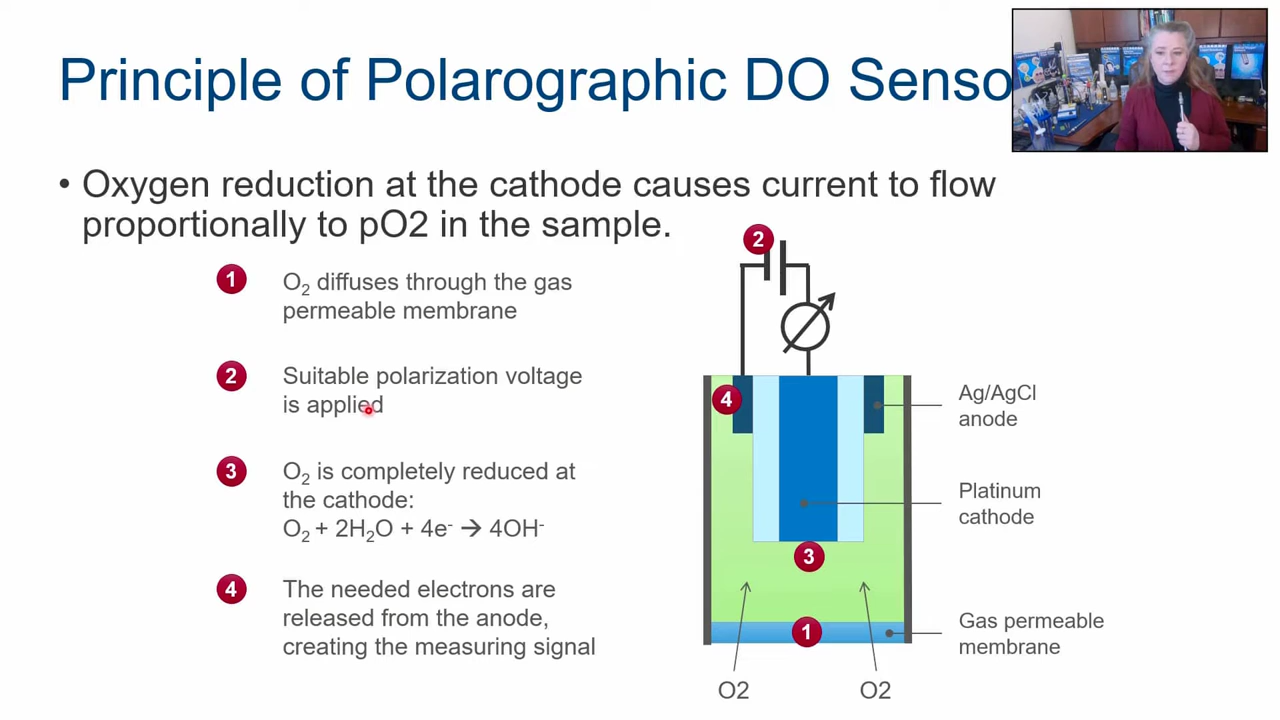 Principle of Polarographic DO Senso
• Oxygen reduction at the cathode causes current to flow
proportionally to pO2 in the sample.
1 O₂ diffuses through the gas
permeable membrane
2 Suitable polarization voltage
is applied
3 O₂ is completely reduced at
the cathode:
O₂ + 2H₂O + 4e⁻ → 4OH⁻
4 The needed electrons are
released from the anode,
creating the measuring signal
2
4
Ag/AgCl
anode
Platinum
cathode
3
1
Gas permeable
membrane
O2
O2